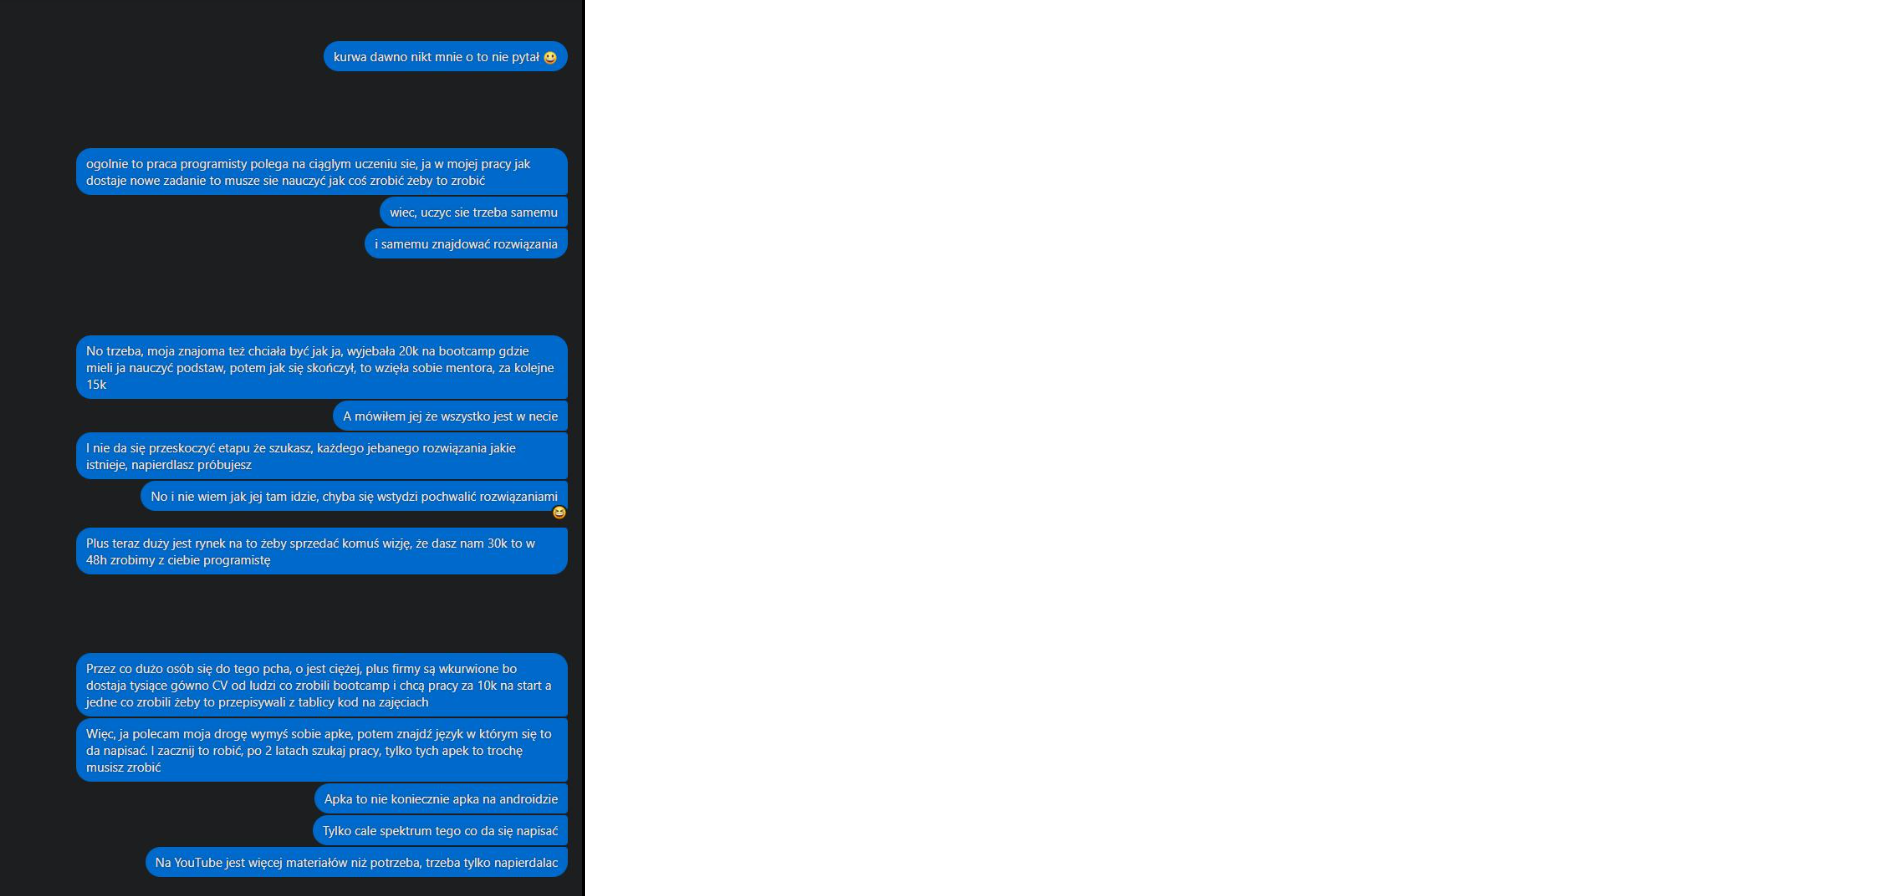 kurwa dawno nikt mnie o to nie pytał 😀
ogolnie to praca programisty polega na ciąglym uczeniu sie, ja w mojej pracy jak
dostaje nowe zadanie to musze sie nauczyć jak coś zrobić żeby to zrobić
wiec, uczyc sie trzeba samemu
i samemu znajdować rozwiązania
No trzeba, moja znajoma też chciała być jak ja, wyjebała 20k na bootcamp gdzie
mieli ja nauczyć podstaw, potem jak się skończył, to wzięła sobie mentora, za kolejne
15k
A mówiłem jej że wszystko jest w necie
I nie da się przeskoczyć etapu że szukasz, każdego jebanego rozwiązania jakie
istnieje, napierdlasz próbujesz
No i nie wiem jak jej tam idzie, chyba się wstydzi pochwalić rozwiązaniami
😆
Plus teraz duży jest rynek na to żeby sprzedać komuś wizję, że dasz nam 30k to w
48h zrobimy z ciebie programistę
Przez co dużo osób się do tego pcha, o jest ciężej, plus firmy są wkurwione bo
dostaja tysiące gówno CV od ludzi co zrobili bootcamp i chcą pracy za 10k na start a
jedne co zrobili żeby to przepisywali z tablicy kod na zajęciach
Więc, ja polecam moja drogę wymyś sobie apke, potem znajdź język w którym się to
da napisać. I zacznij to robić, po 2 latach szukaj pracy, tylko tych apek to trochę
musisz zrobić
Apka to nie koniecznie apka na androidzie
Tylko cale spektrum tego co da się napisać
Na YouTube jest więcej materiałów niż potrzeba, trzeba tylko napierdalac